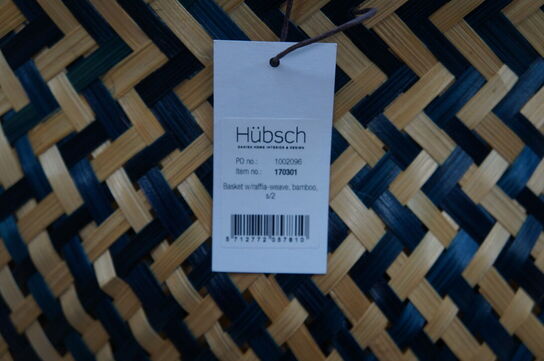 Hübsch
DANISH HOME INTERIOR & DESIGN
PO no.: 1002096
Item no.: 170301
Basket w/raffia-weave, bamboo,
s/2
5 712772 057810